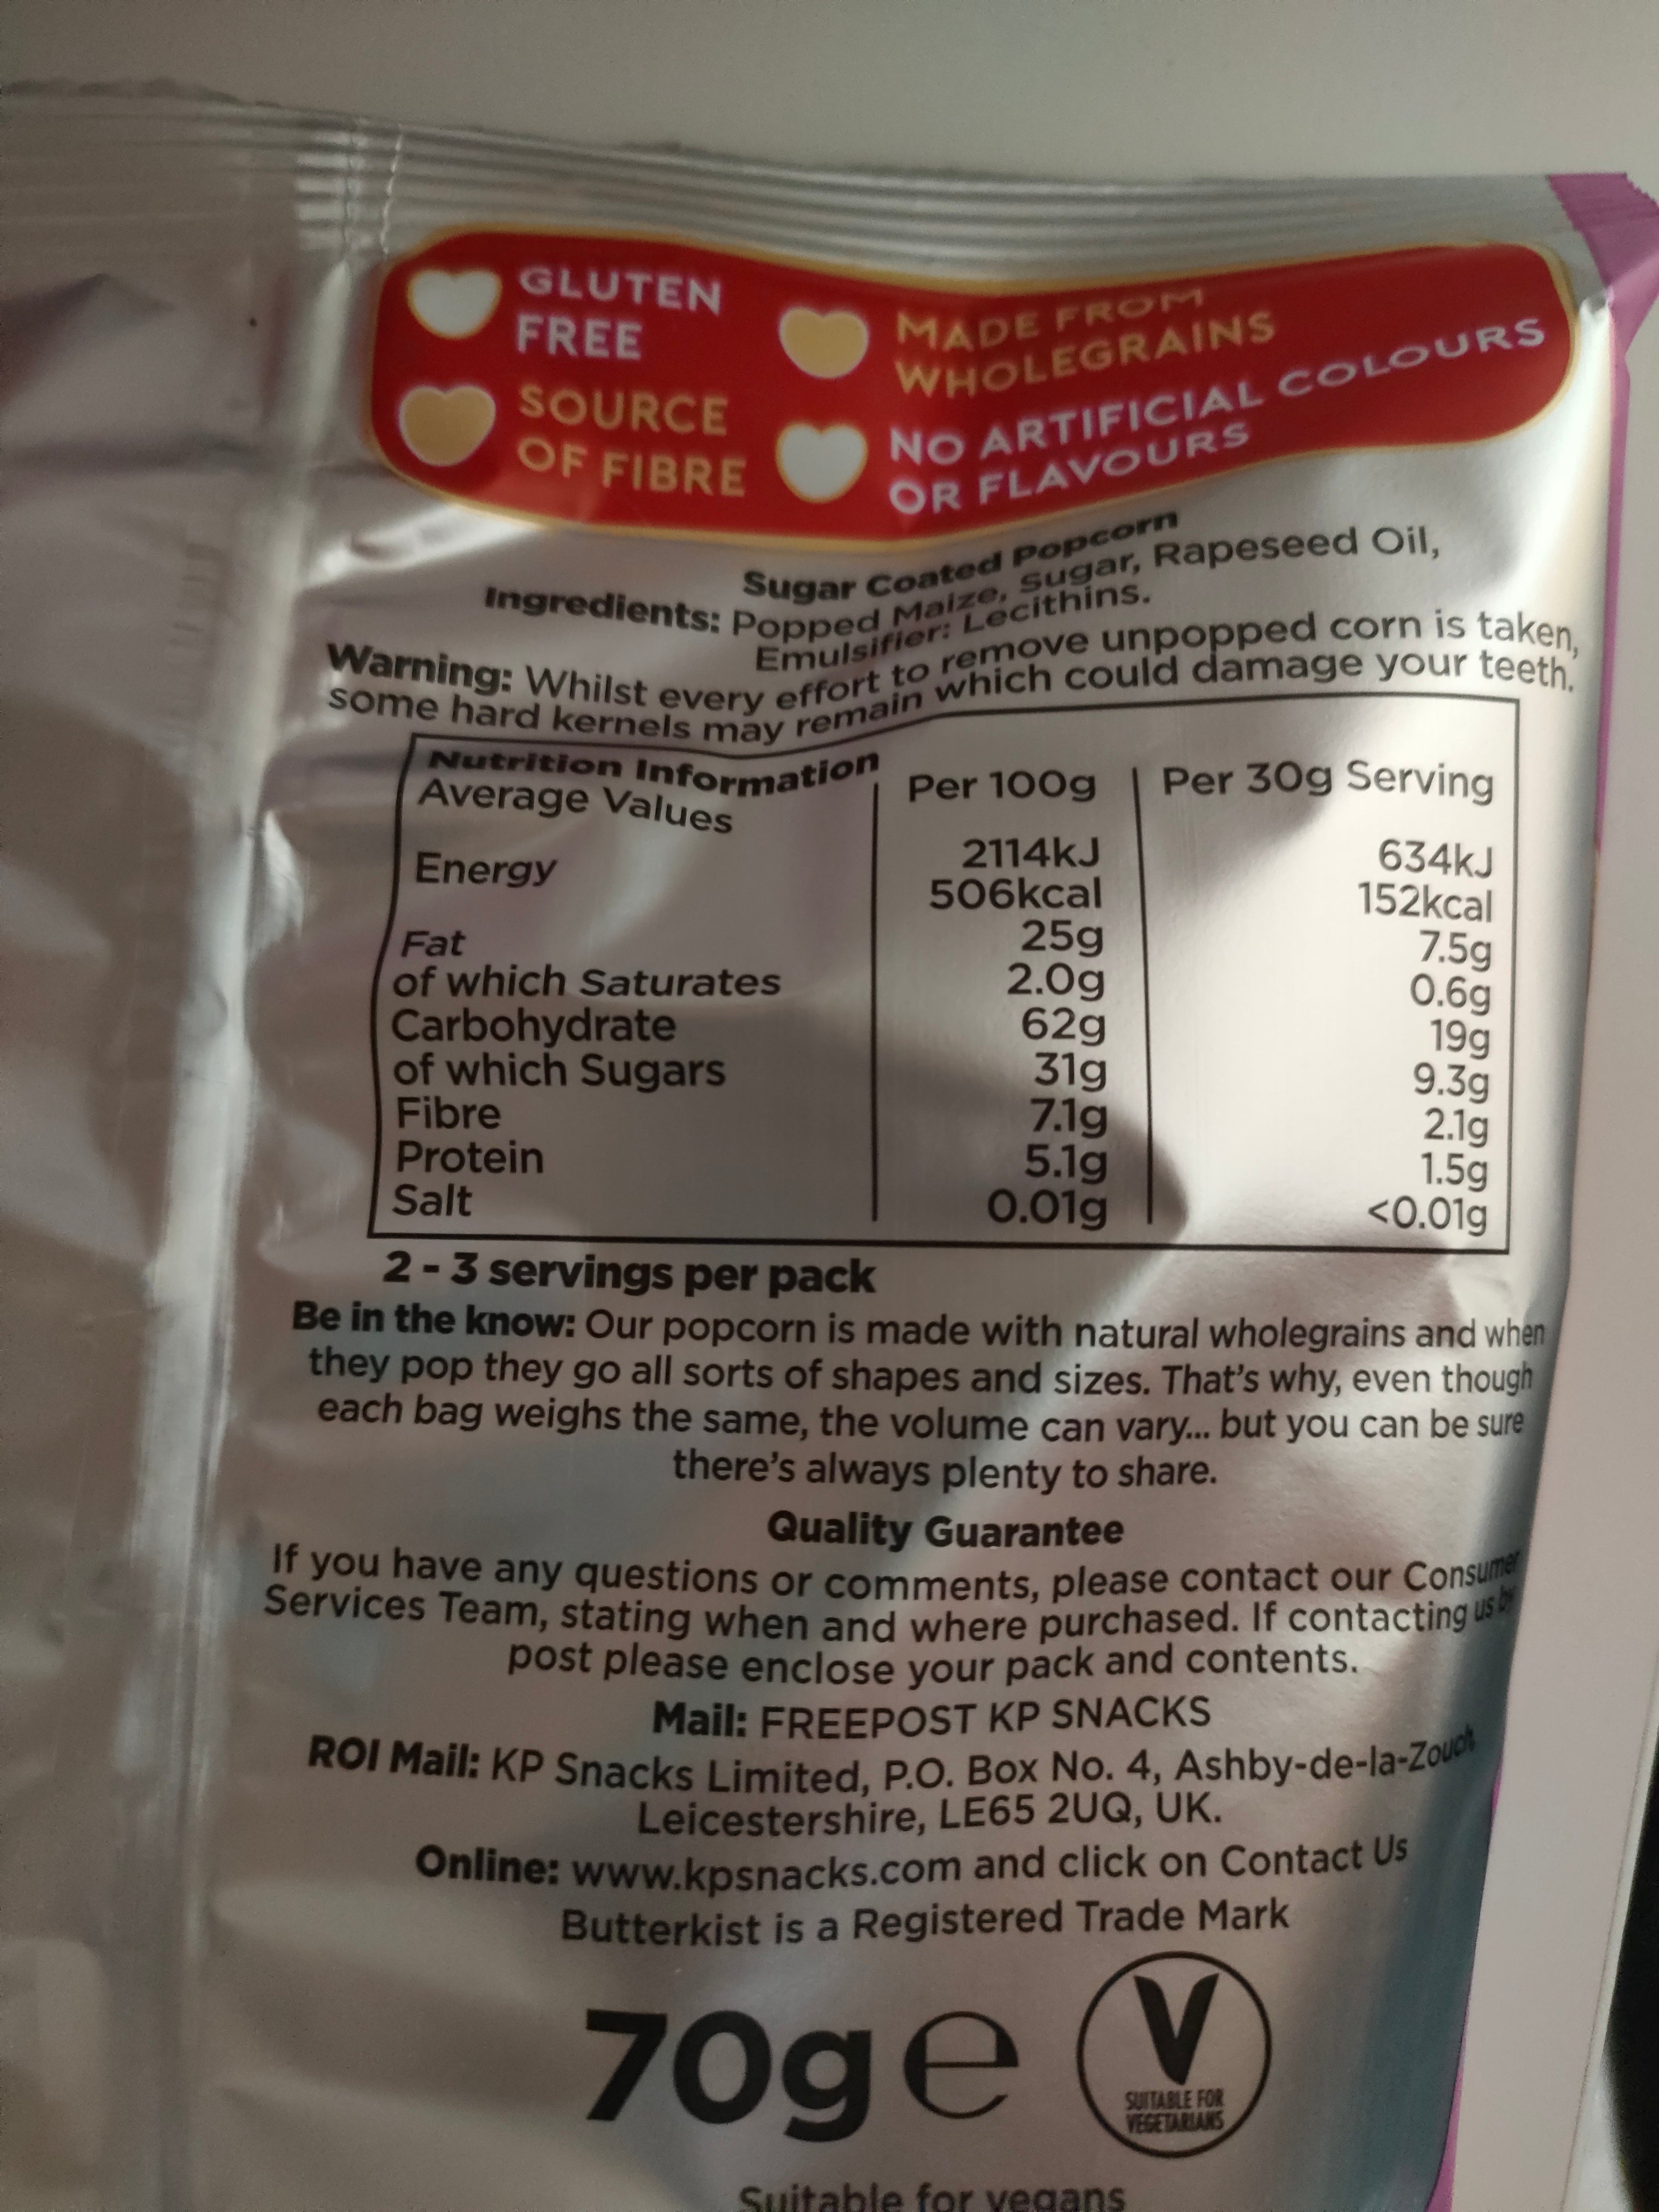 GLUTEN
FREE
MADE FROM
WHOLEGRAINS
SOURCE
OF FIBRE
NO ARTIFICIAL COLOURS
OR FLAVOURS
Sugar Coated Popcorn
Ingredients: Popped Maize, Sugar, Rapeseed Oil,
Emulsifier: Lecithins.
Warning: Whilst every effort to remove unpopped corn is taken,
some hard kernels may remain which could damage your teeth.
Nutrition Information
Average Values Per 100g Per 30g Serving
Energy 2114kJ 634kJ
506kcal 152kcal
Fat 25g 7.5g
of which Saturates 2.0g 0.6g
Carbohydrate 62g 19g
of which Sugars 31g 9.3g
Fibre 7.1g 2.1g
Protein 5.1g 1.5g
Salt 0.01g <0.01g
2 - 3 servings per pack
Be in the know: Our popcorn is made with natural wholegrains and when
they pop they go all sorts of shapes and sizes. That's why, even though
each bag weighs the same, the volume can vary... but you can be sure
there's always plenty to share.
Quality Guarantee
If you have any questions or comments, please contact our Consumer
Services Team, stating when and where purchased. If contacting us by
post please enclose your pack and contents.
Mail: FREEPOST KP SNACKS
ROI Mail: KP Snacks Limited, P.O. Box No. 4, Ashby-de-la-Zouch
Leicestershire, LE65 2UQ, UK.
Online: www.kpsnacks.com and click on Contact Us
Butterkist is a Registered Trade Mark
70g e
V
SUITABLE FOR
VEGETARIANS
Suitable for vegans